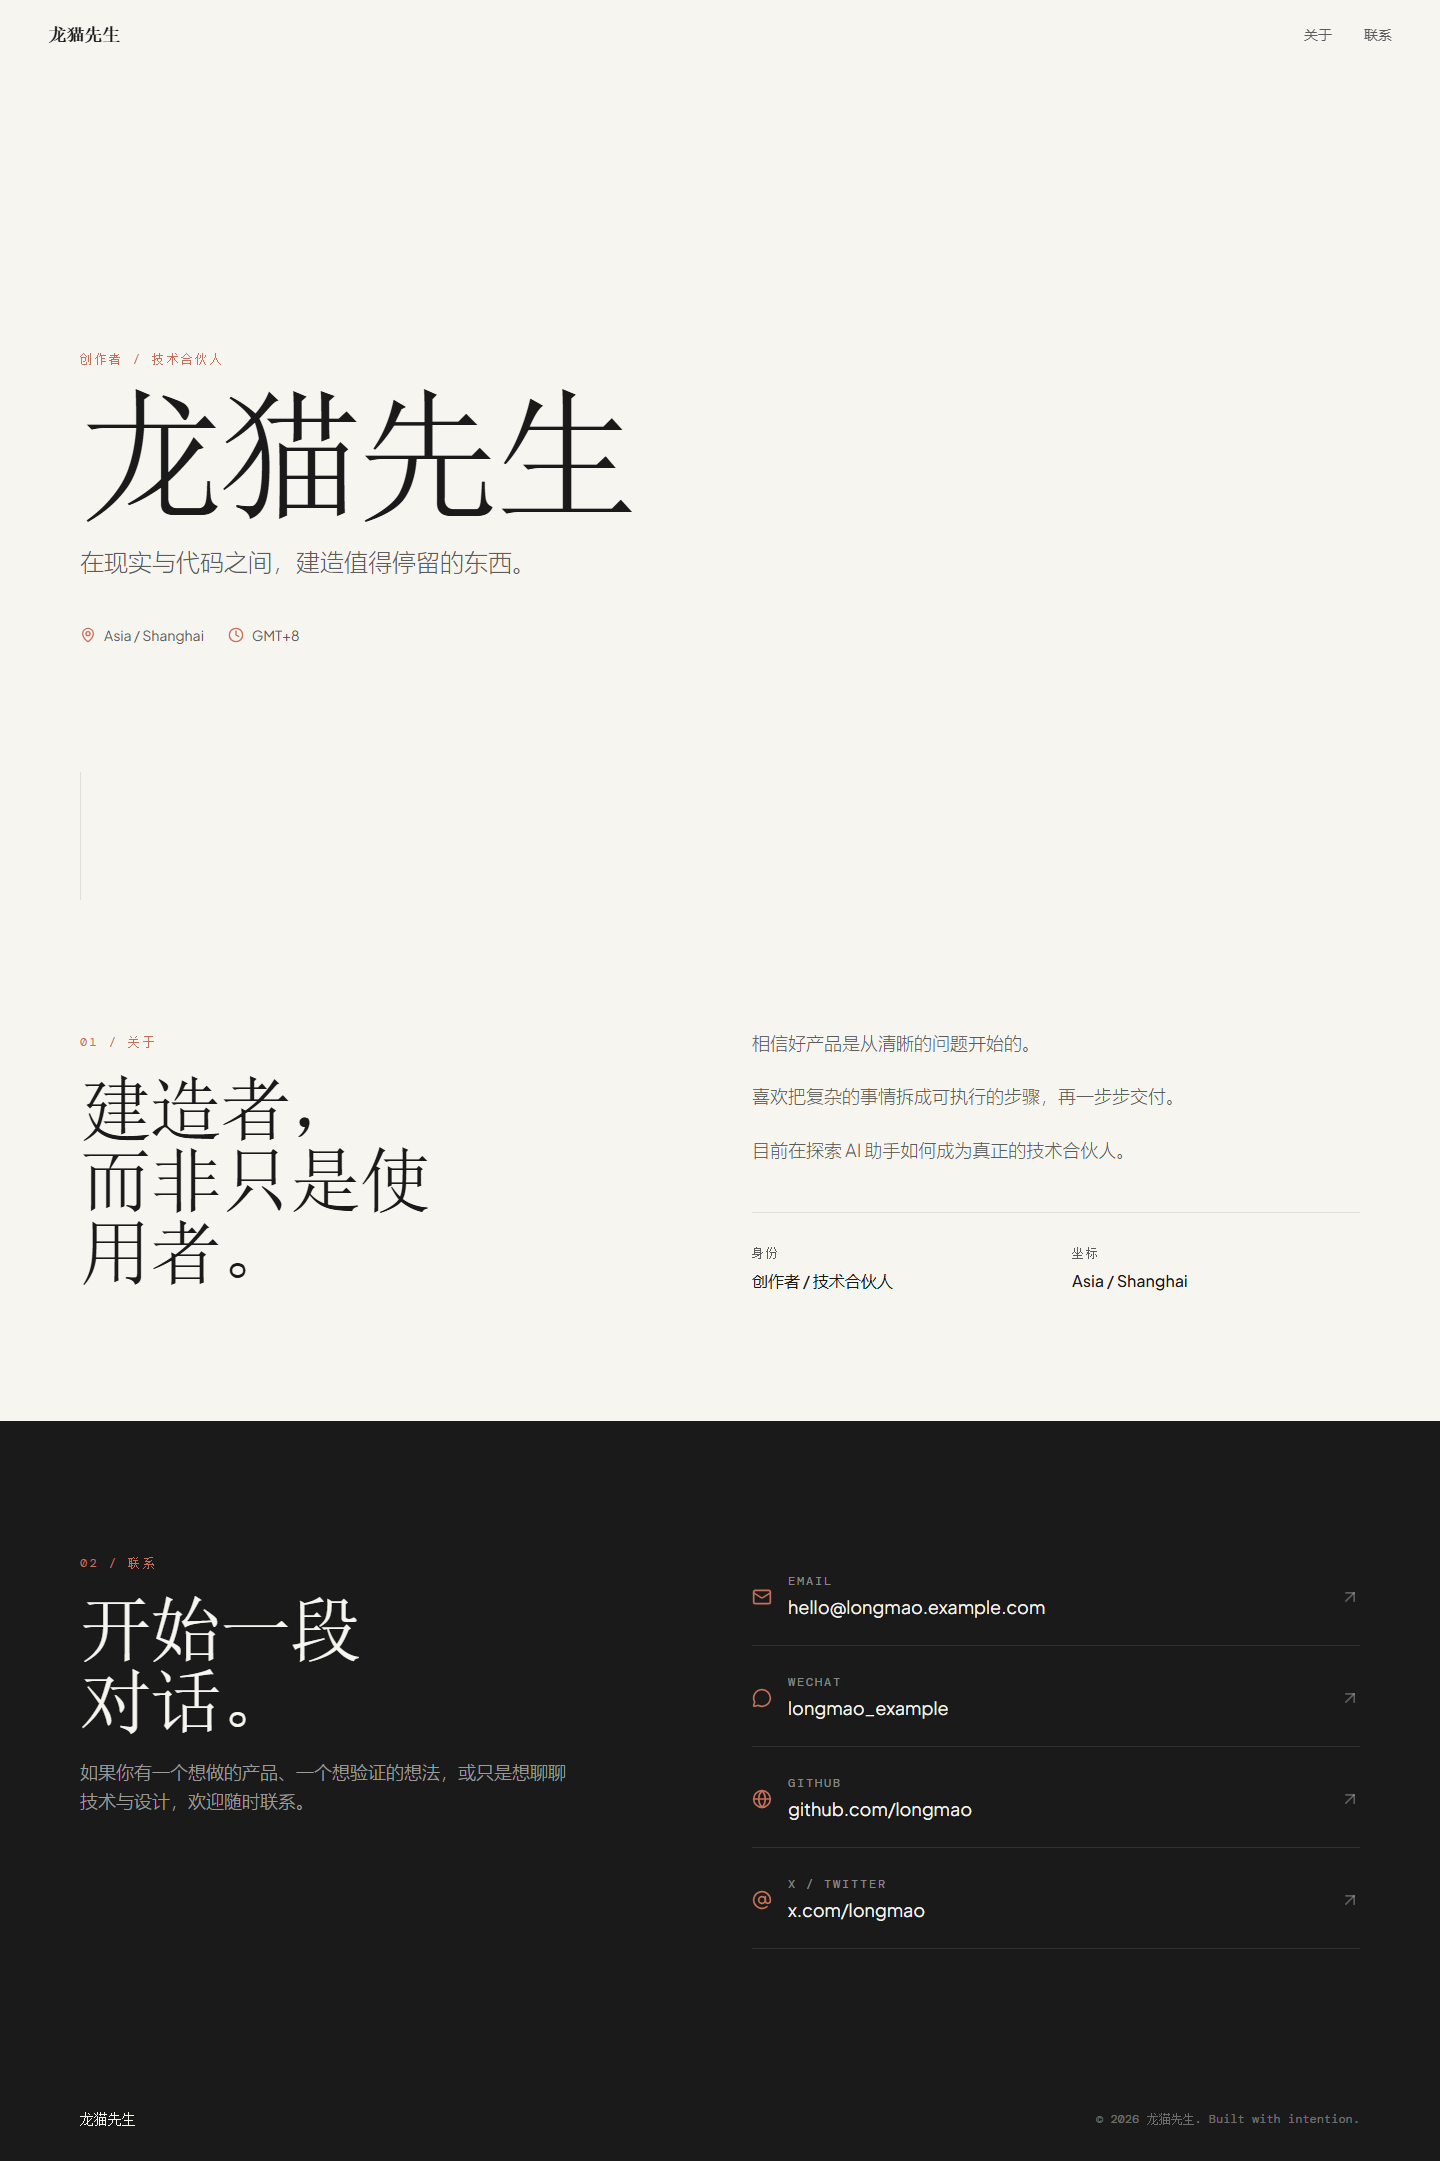 龙猫先生
关于
联系
创作者 / 技术合伙人
龙猫先生
在现实与代码之间，建造值得停留的东西。
Asia / Shanghai
GMT+8
01 / 关于
建造者，
而非只是使
用者。
相信好产品是从清晰的问题开始的。
喜欢把复杂的事情拆成可执行的步骤，再一步步交付。
目前在探索 AI 助手如何成为真正的技术合伙人。
身份
创作者 / 技术合伙人
坐标
Asia / Shanghai
02 / 联系
开始一段
对话。
如果你有一个想做的产品、一个想验证的想法，或只是想聊聊
技术与设计，欢迎随时联系。
EMAIL
hello@longmao.example.com
WECHAT
longmao_example
GITHUB
github.com/longmao
X / TWITTER
x.com/longmao
龙猫先生
© 2026 龙猫先生. Built with intention.